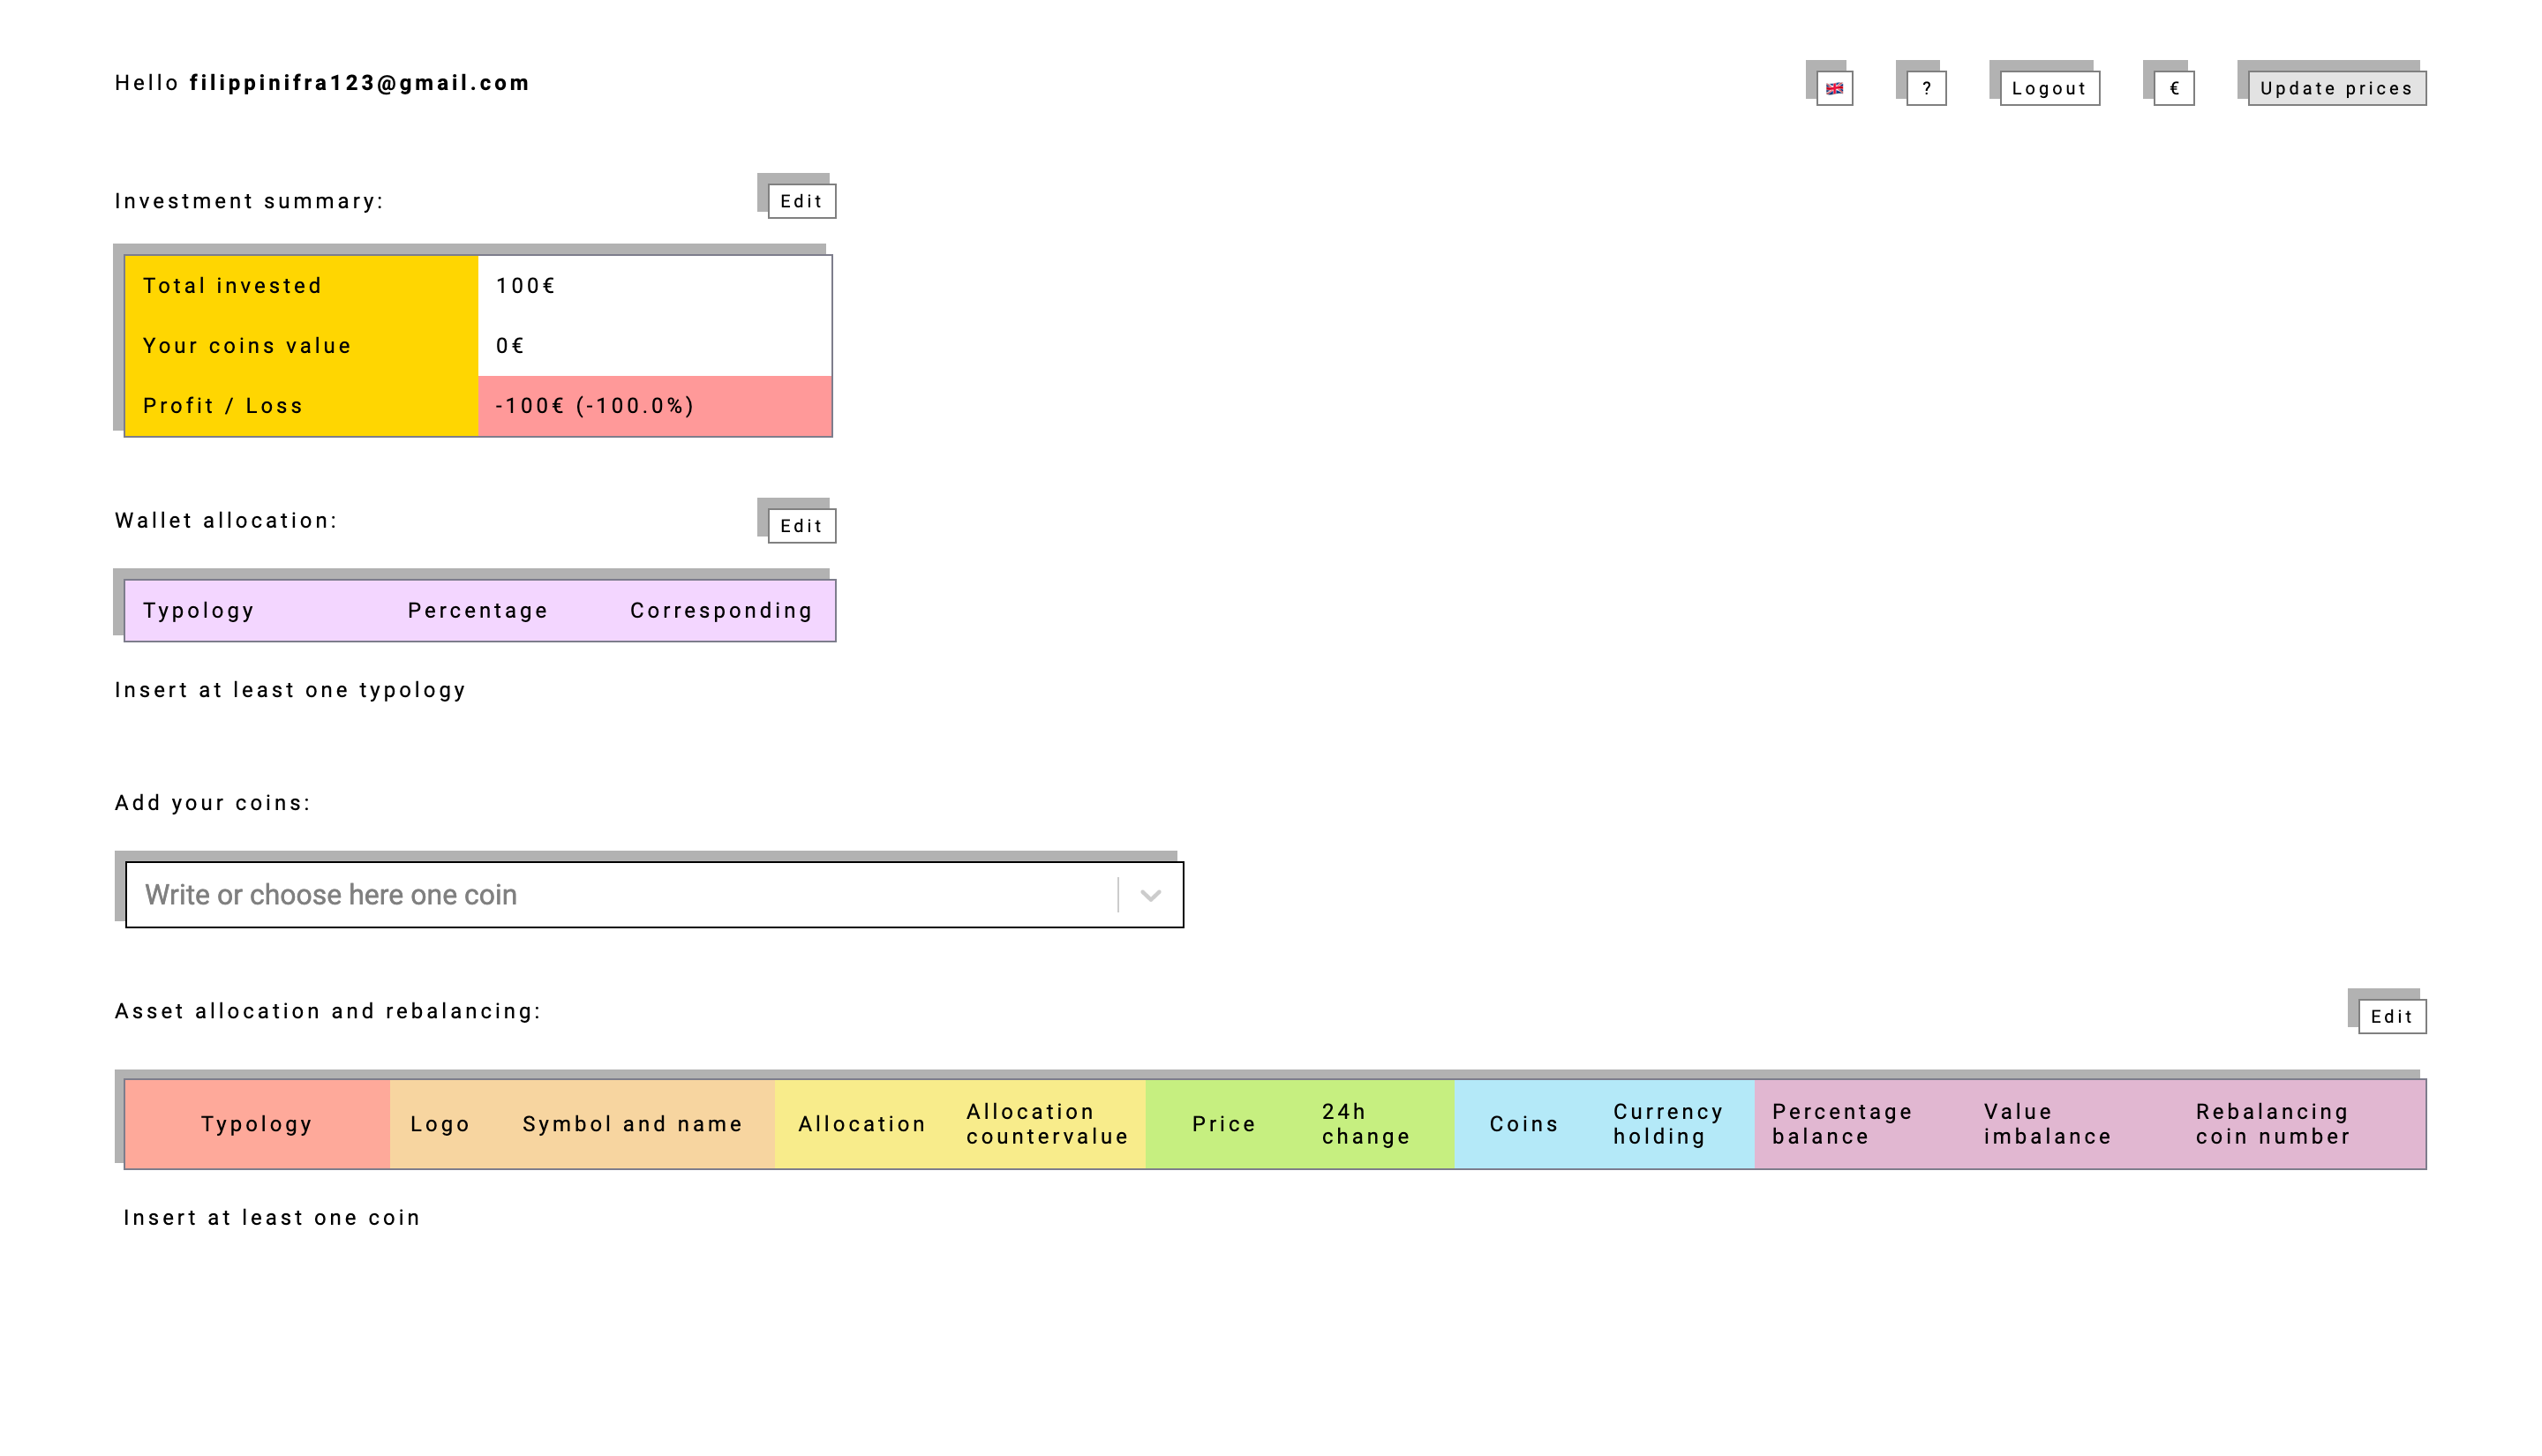 Hello filippinifra123@gmail.com
? Logout € Update prices
Investment summary: Edit
Total invested 100€
Your coins value 0€
Profit / Loss -100€ (-100.0%)
Wallet allocation: Edit
Typology Percentage Corresponding
Insert at least one typology
Add your coins:
Write or choose here one coin
Asset allocation and rebalancing: Edit
Typology Logo Symbol and name Allocation Allocation countervalue Price 24h change Coins Currency holding Percentage balance Value imbalance Rebalancing coin number
Insert at least one coin